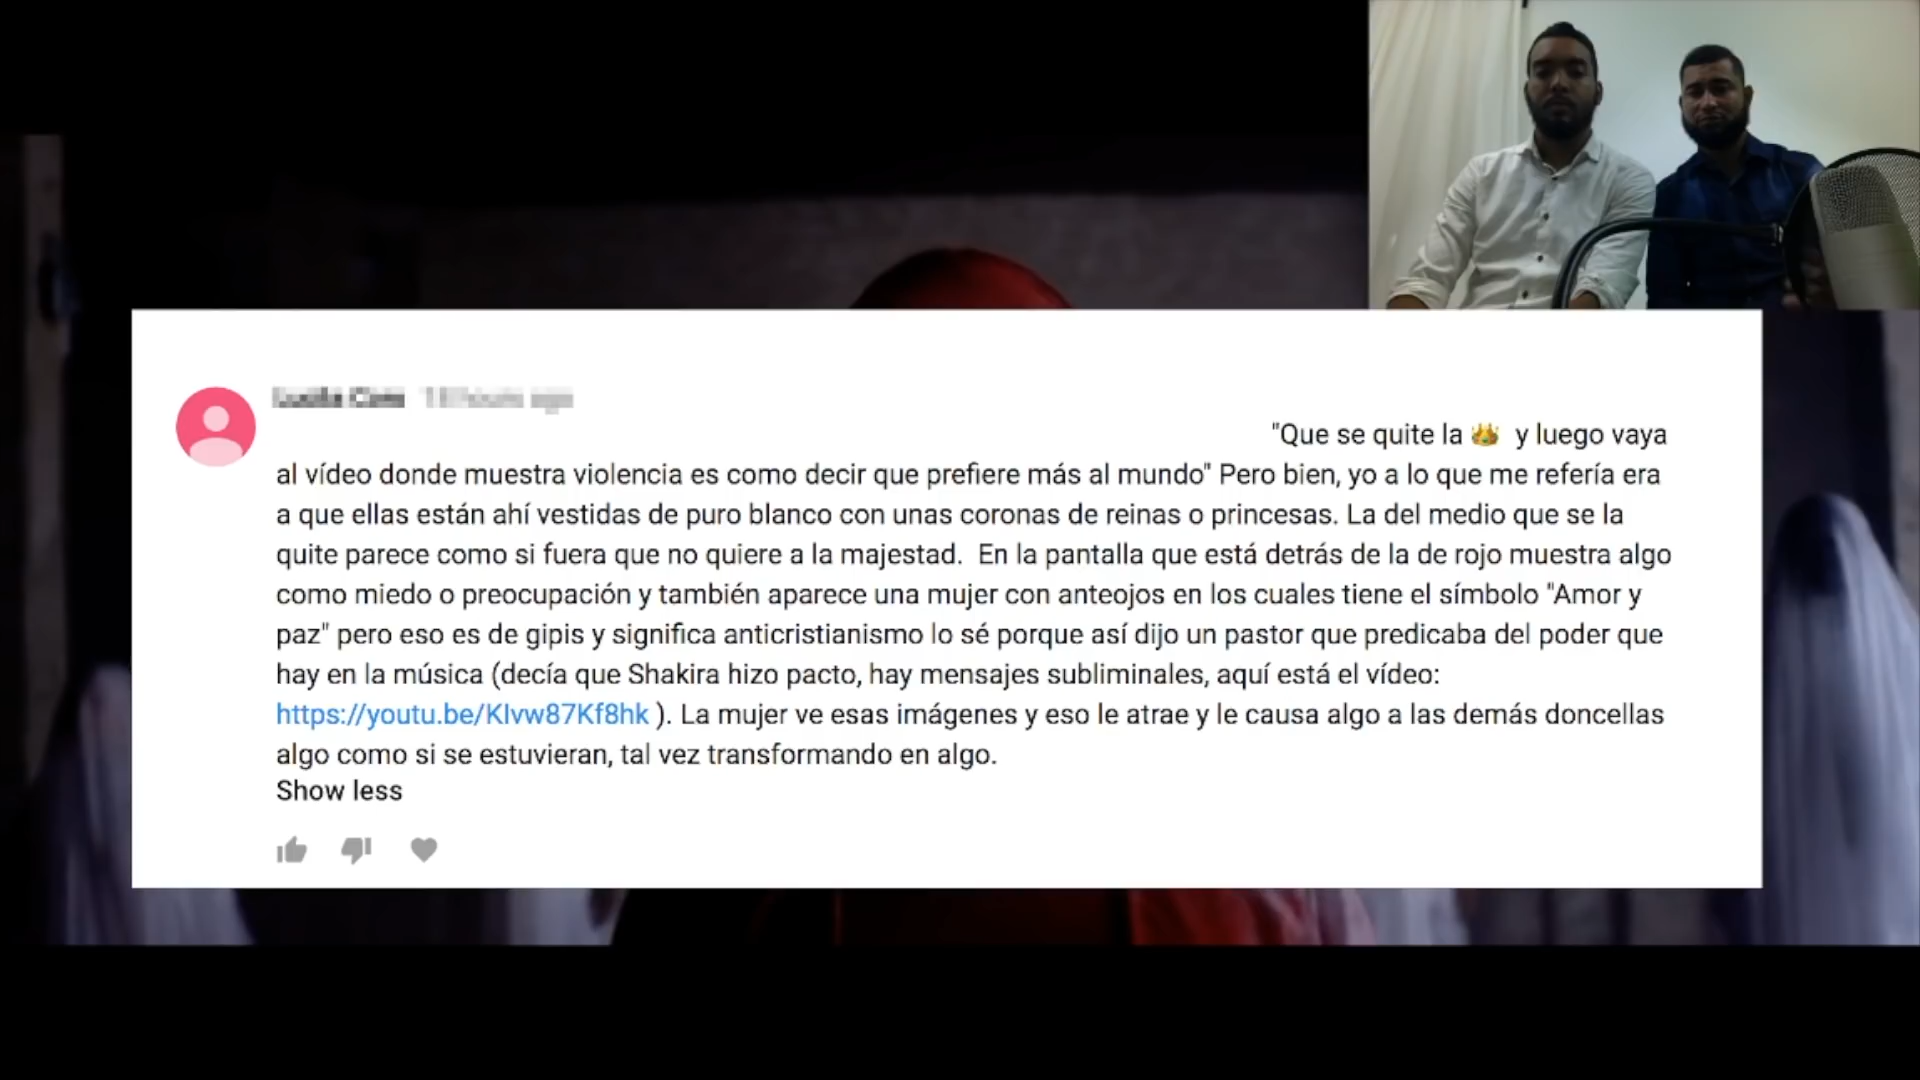 "Que se quite la 👑 y luego vaya
al vídeo donde muestra violencia es como decir que prefiere más al mundo" Pero bien, yo a lo que me refería era
a que ellas están ahí vestidas de puro blanco con unas coronas de reinas o princesas. La del medio que se la
quite parece como si fuera que no quiere a la majestad. En la pantalla que está detrás de la de rojo muestra algo
como miedo o preocupación y también aparece una mujer con anteojos en los cuales tiene el símbolo "Amor y
paz" pero eso es de gipis y significa anticristianismo lo sé porque así dijo un pastor que predicaba del poder que
hay en la música (decía que Shakira hizo pacto, hay mensajes subliminales, aquí está el vídeo:
https://youtu.be/KIvw87Kf8hk ). La mujer ve esas imágenes y eso le atrae y le causa algo a las demás doncellas
algo como si se estuvieran, tal vez transformando en algo.
Show less